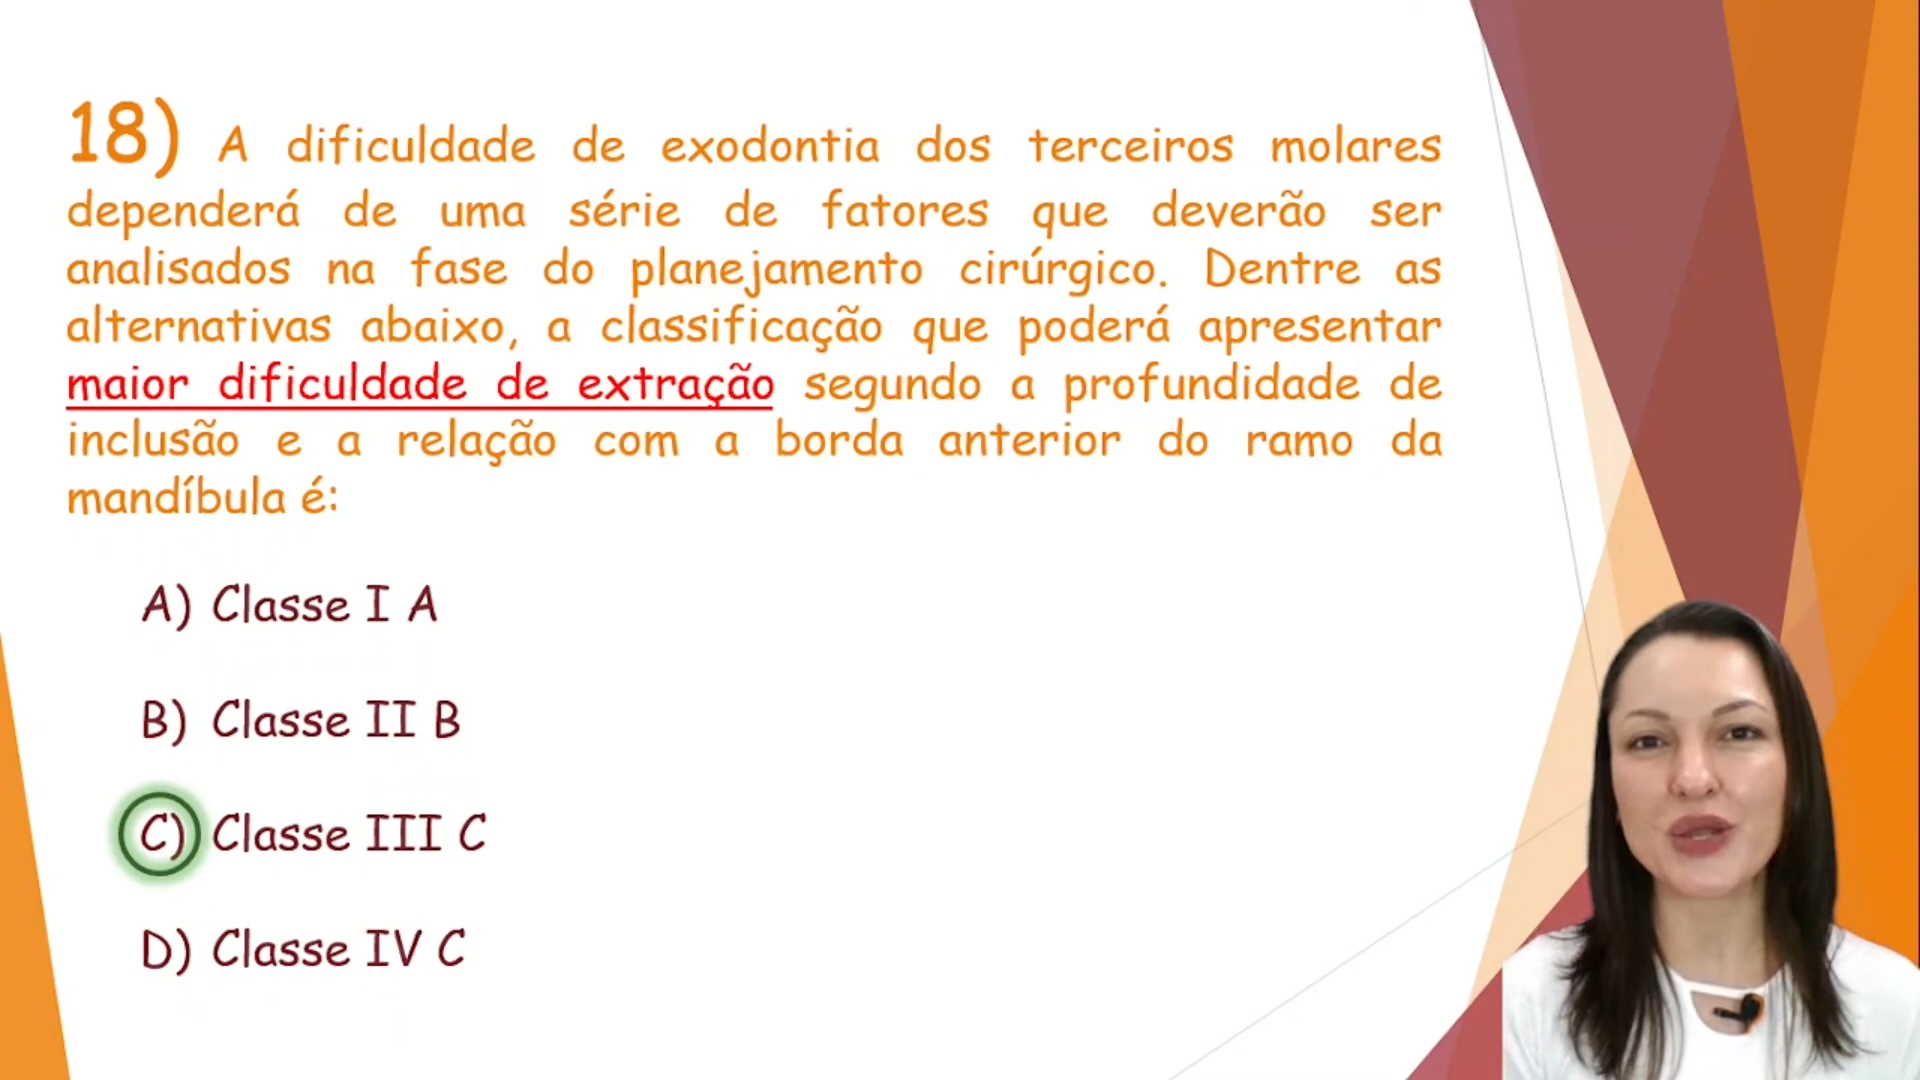 18) A dificuldade de exodontia dos terceiros molares
dependerá de uma série de fatores que deverão ser
analisados na fase do planejamento cirúrgico. Dentre as
alternativas abaixo, a classificação que poderá apresentar
maior dificuldade de extração segundo a profundidade de
inclusão e a relação com a borda anterior do ramo da
mandíbula é:
A) Classe I A
B) Classe II B
C) Classe III C
D) Classe IV C